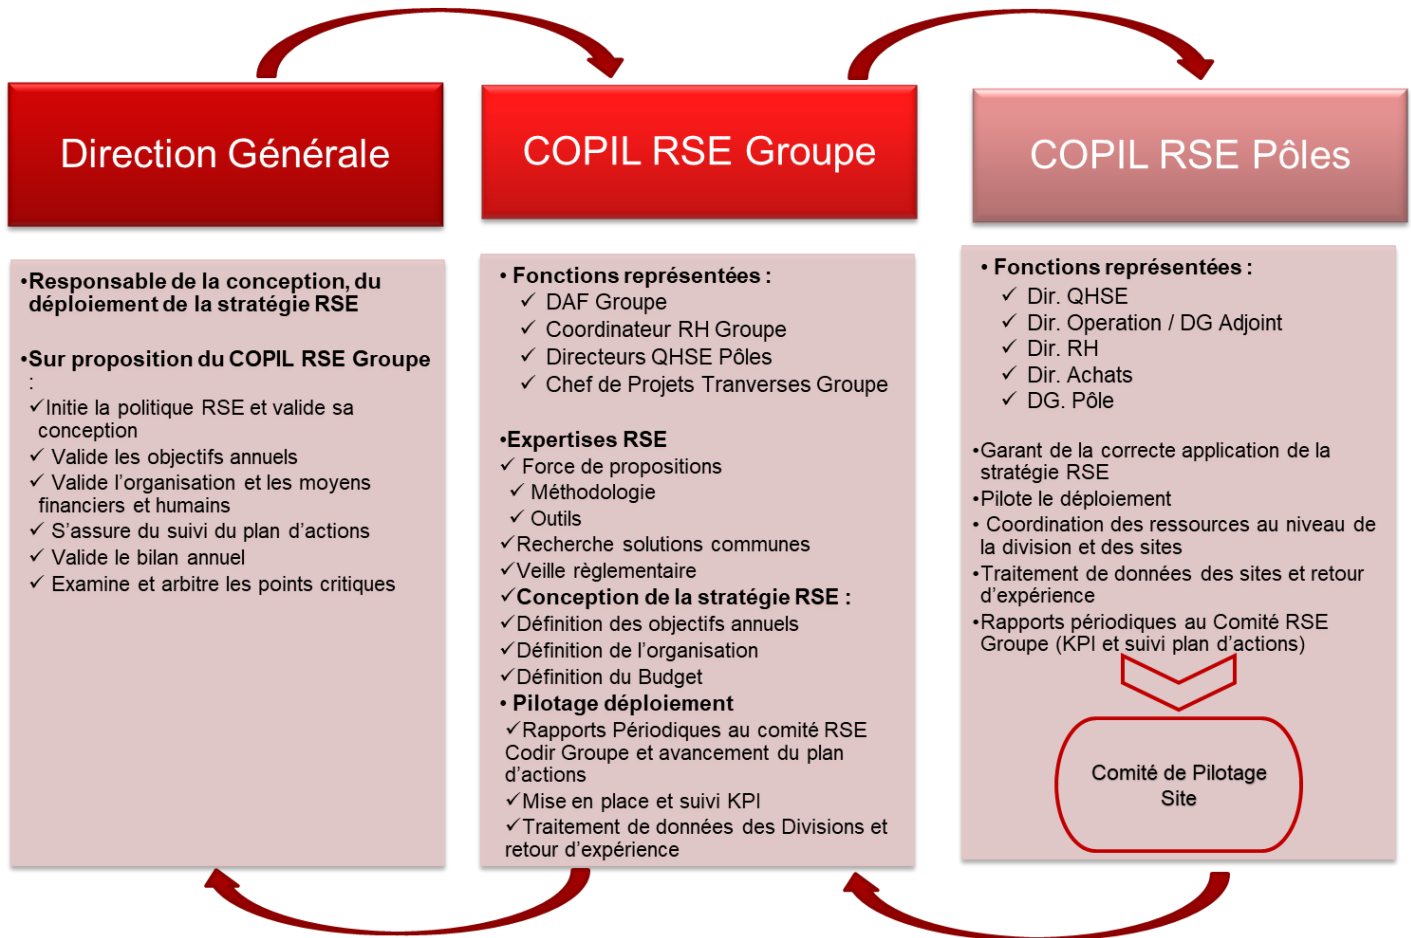 Direction Générale
COPIL RSE Groupe
COPIL RSE Pôles
•Responsable de la conception, du
déploiement de la stratégie RSE
•Sur proposition du COPIL RSE Groupe
:
✓Initie la politique RSE et valide sa
conception
✓ Valide les objectifs annuels
✓ Valide l'organisation et les moyens
financiers et humains
✓ S'assure du suivi du plan d'actions
✓ Valide le bilan annuel
✓ Examine et arbitre les points critiques
• Fonctions représentées :
✓ DAF Groupe
✓ Coordinateur RH Groupe
✓ Directeurs QHSE Pôles
✓ Chef de Projets Tranverses Groupe
•Expertises RSE
✓ Force de propositions
✓ Méthodologie
✓ Outils
✓Recherche solutions communes
✓Veille règlementaire
✓Conception de la stratégie RSE :
✓Définition des objectifs annuels
✓Définition de l'organisation
✓Définition du Budget
• Pilotage déploiement
✓Rapports Périodiques au comité RSE
Codir Groupe et avancement du plan
d'actions
✓Mise en place et suivi KPI
✓Traitement de données des Divisions et
retour d'expérience
• Fonctions représentées :
✓ Dir. QHSE
✓ Dir. Operation / DG Adjoint
✓ Dir. RH
✓ Dir. Achats
✓ DG. Pôle
•Garant de la correcte application de la
stratégie RSE
•Pilote le déploiement
• Coordination des ressources au niveau de
la division et des sites
•Traitement de données des sites et retour
d'expérience
•Rapports périodiques au Comité RSE
Groupe (KPI et suivi plan d'actions)
Comité de Pilotage
Site